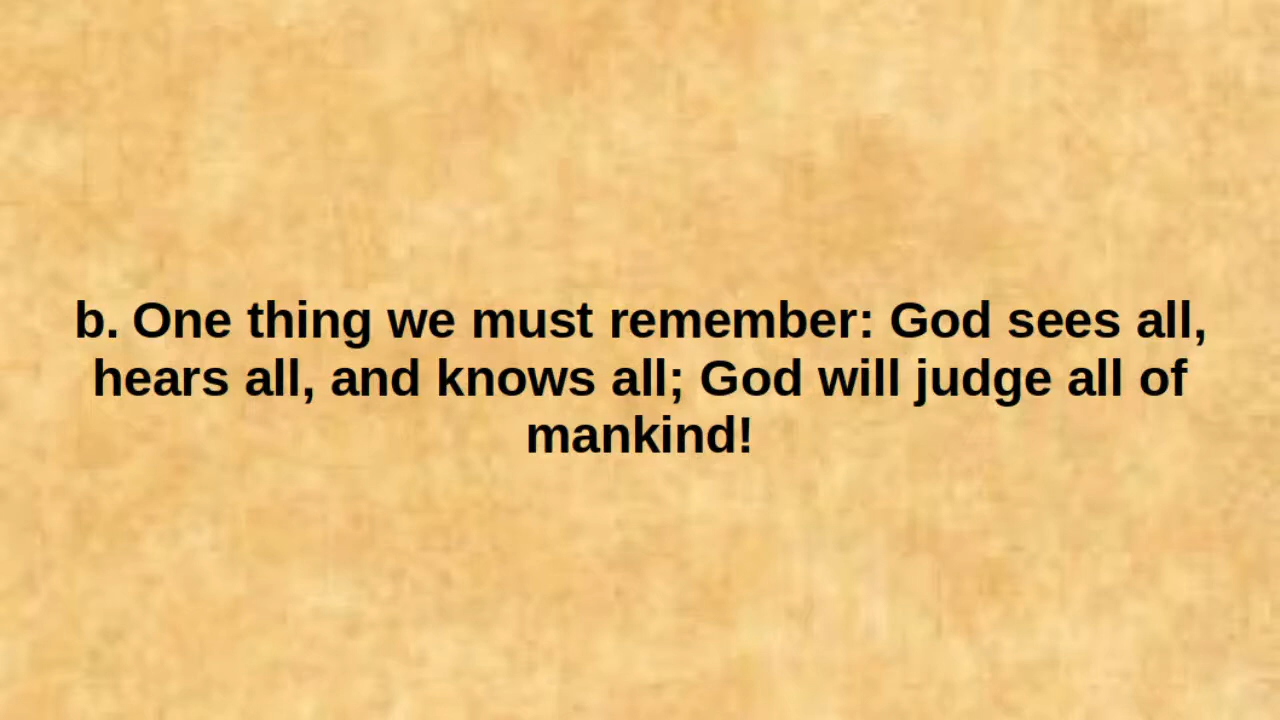 b. One thing we must remember: God sees all,
hears all, and knows all; God will judge all of
mankind!